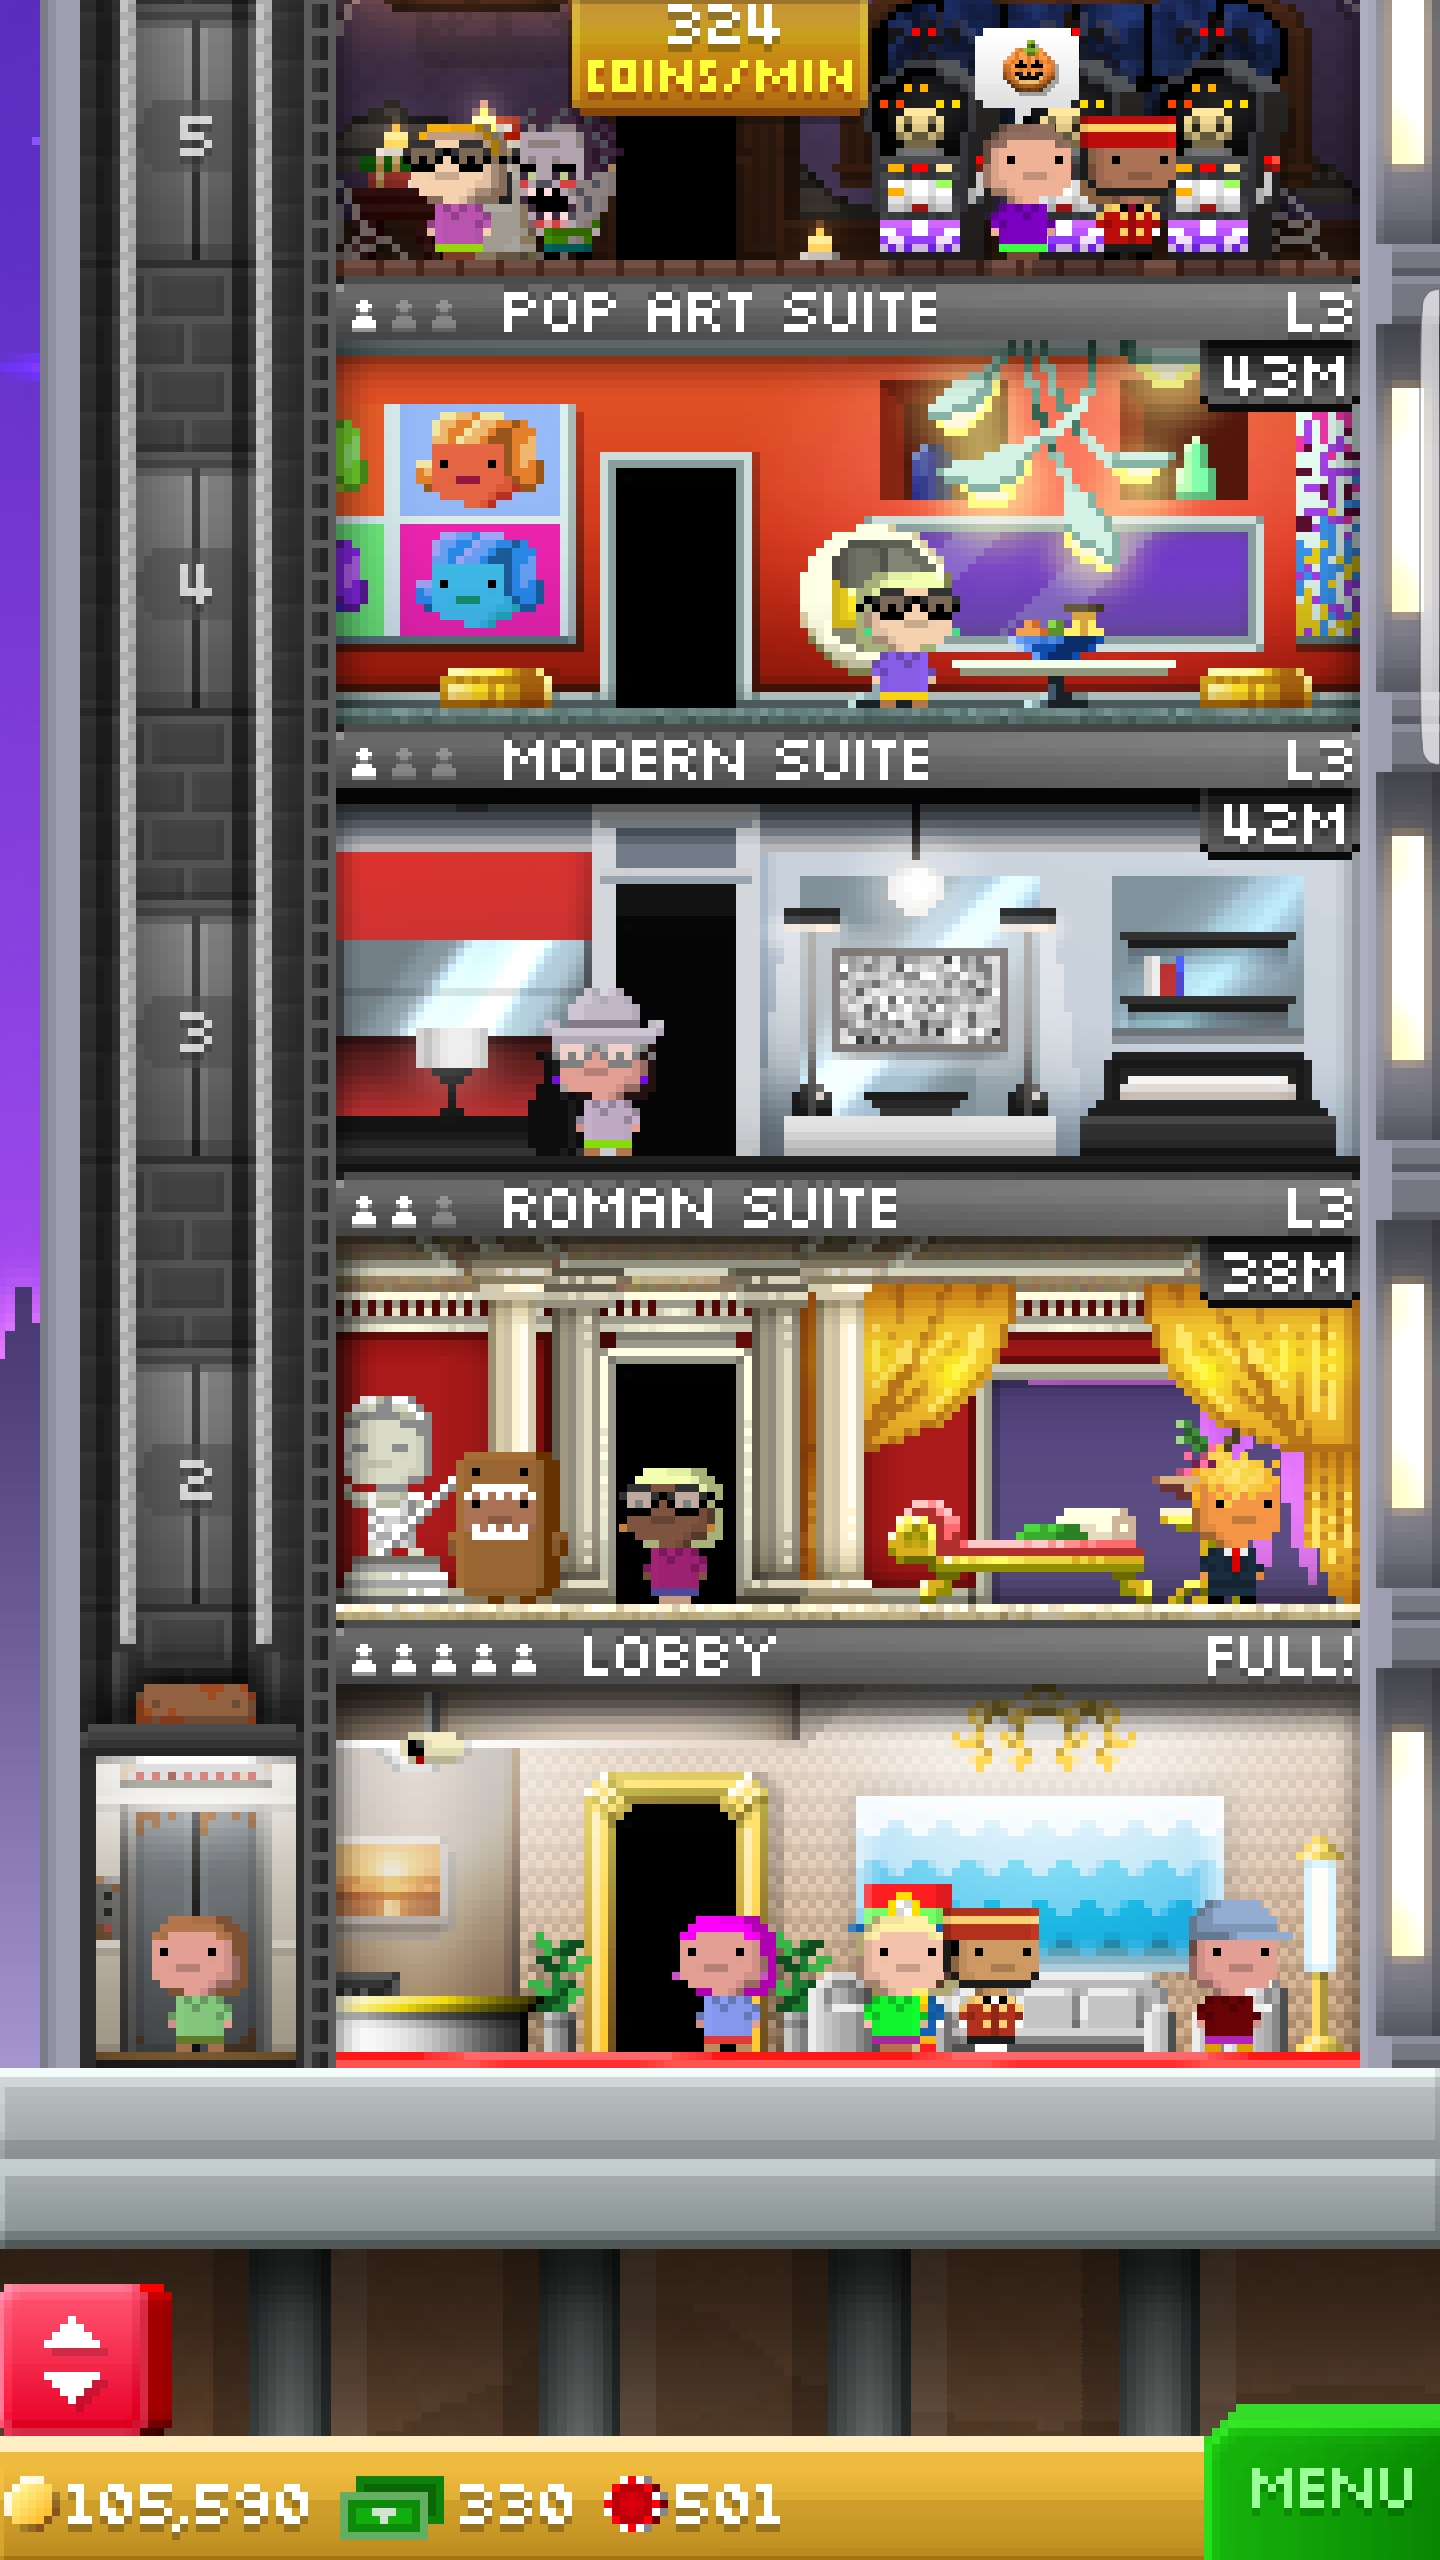 324
COINS/MIN
5
POP ART SUITE L3
43M
4
MODERN SUITE L3
42M
3
ROMAN SUITE L3
38M
2
LOBBY FULL!
105,590 330 501
MENU